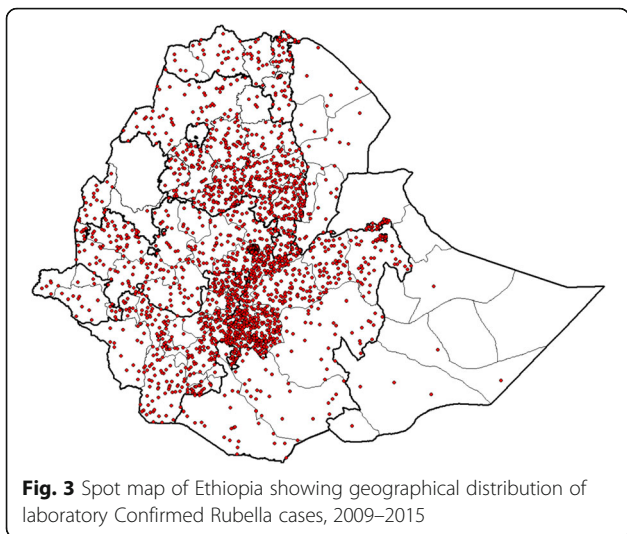 Fig. 3 Spot map of Ethiopia showing geographical distribution of
laboratory Confirmed Rubella cases, 2009–2015